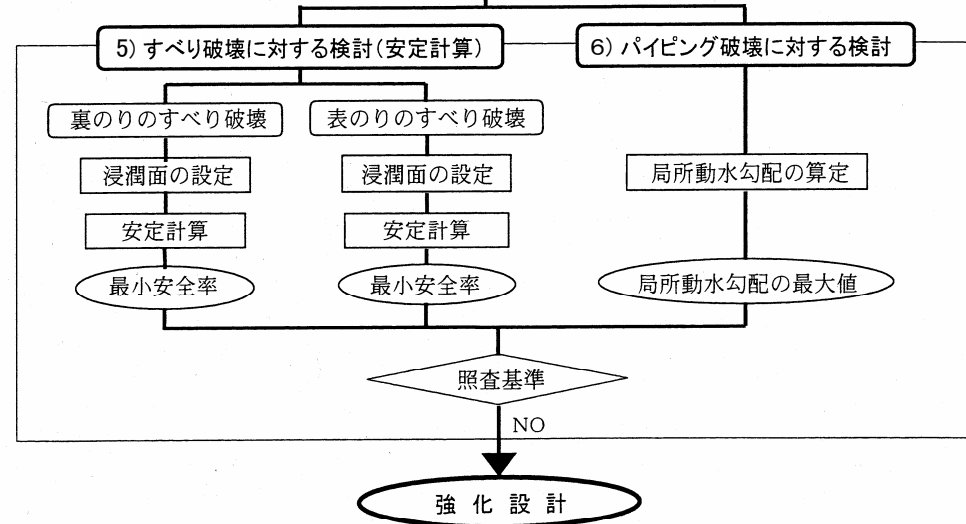 5) すべり破壊に対する検討(安定計算)
6) パイピング破壊に対する検討
裏のりのすべり破壊
表のりのすべり破壊
浸潤面の設定
浸潤面の設定
局所動水勾配の算定
安定計算
安定計算
最小安全率
最小安全率
局所動水勾配の最大値
照査基準
NO
強化設計